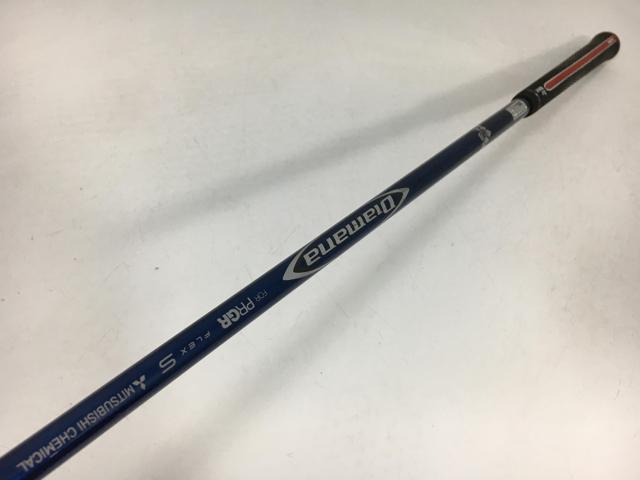 Diamana
FOR PRGR
FLEX S
MITSUBISHI CHEMICAL